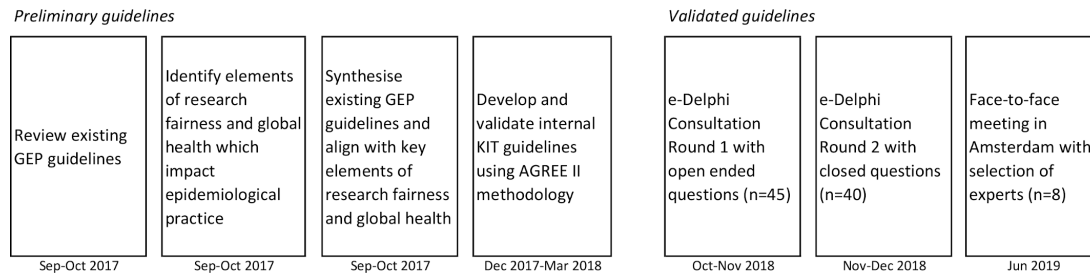 Preliminary guidelines
Validated guidelines
Review existing
GEP guidelines
Identify elements
of research
fairness and global
health which
impact
epidemiological
practice
Synthesise
existing GEP
guidelines and
align with key
elements of
research fairness
and global health
Develop and
validate internal
KIT guidelines
using AGREE II
methodology
e-Delphi
Consultation
Round 1 with
open ended
questions (n=45)
e-Delphi
Consultation
Round 2 with
closed questions
(n=40)
Face-to-face
meeting in
Amsterdam with
selection of
experts (n=8)
Sep-Oct 2017
Sep-Oct 2017
Sep-Oct 2017
Dec 2017-Mar 2018
Oct-Nov 2018
Nov-Dec 2018
Jun 2019